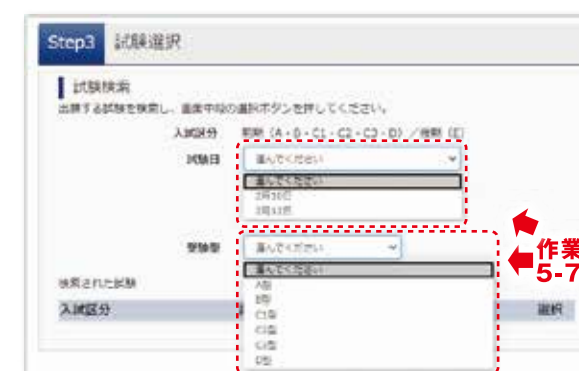 Step3 試験選択
試験検索
出願する試験を検索し、画面中段の選択ボタンを押してください。
入試区分 前期（A・B・C1・C2・C3・D）／後期（E）
試験日 選んでください
選んでください
2月10日
受験型 選んでください
選んでください
A型
B型
C1型
C2型
C3型
D型
作業
5-7
検索された試験
入試区分 選択